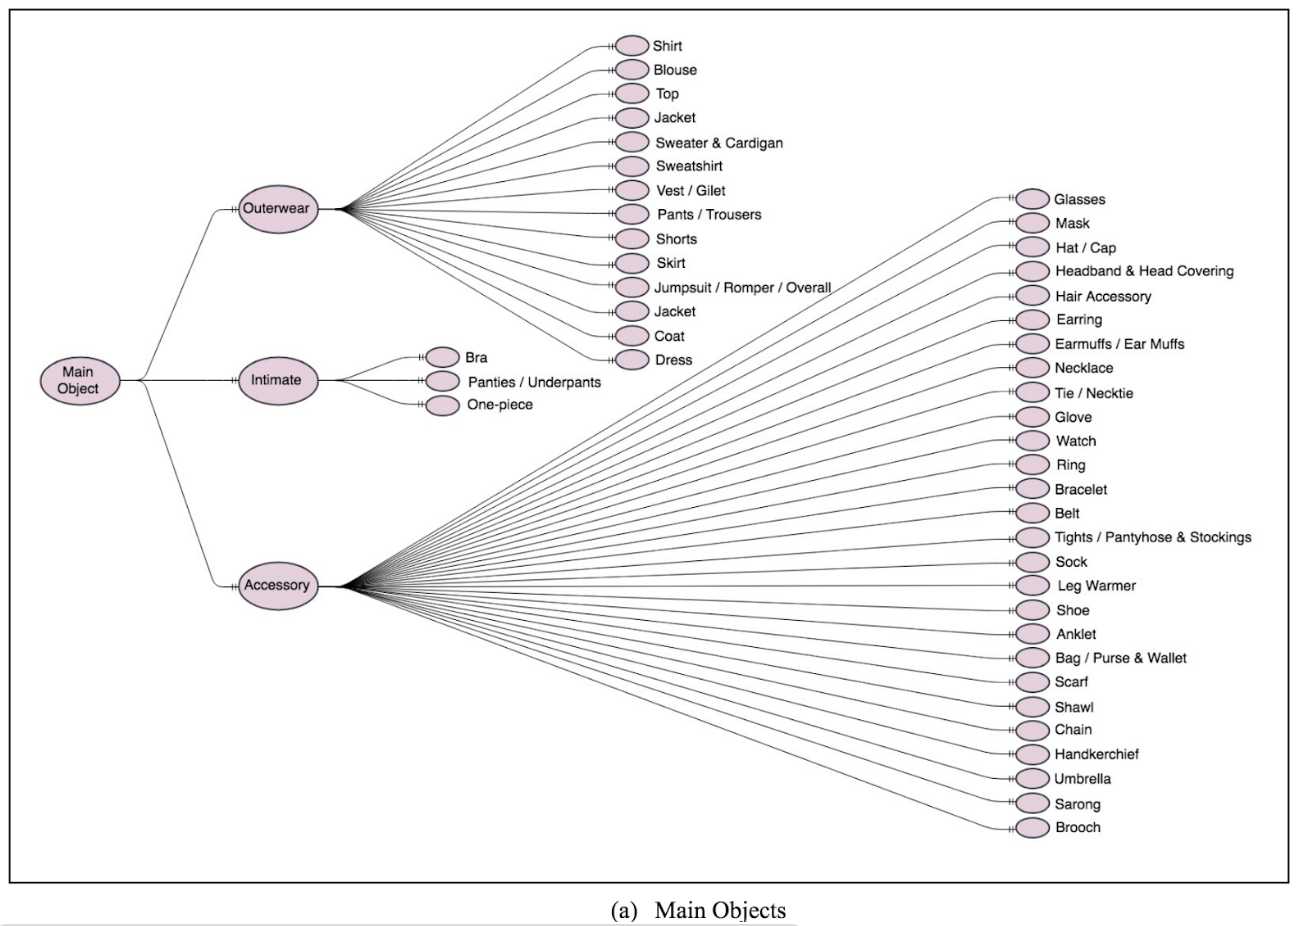 Main
Object
Outerwear
Intimate
Accessory
Shirt
Blouse
Top
Jacket
Sweater & Cardigan
Sweatshirt
Vest / Gilet
Pants / Trousers
Shorts
Skirt
Jumpsuit / Romper / Overall
Jacket
Coat
Dress
Bra
Panties / Underpants
One-piece
Glasses
Mask
Hat / Cap
Headband & Head Covering
Hair Accessory
Earring
Earmuffs / Ear Muffs
Necklace
Tie / Necktie
Glove
Watch
Ring
Bracelet
Belt
Tights / Pantyhose & Stockings
Sock
Leg Warmer
Shoe
Anklet
Bag / Purse & Wallet
Scarf
Shawl
Chain
Handkerchief
Umbrella
Sarong
Brooch
(a) Main Objects